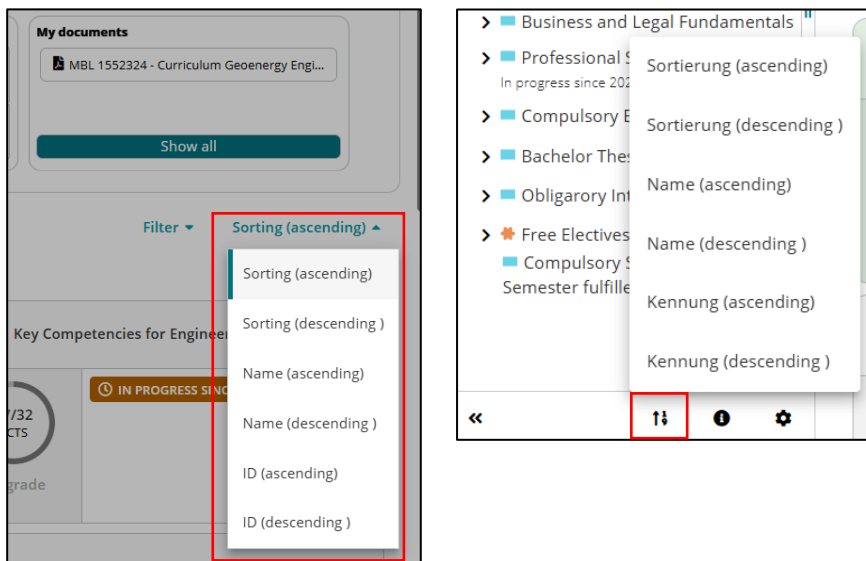 My documents
MBL 1552324 - Curriculum Geoenergy Engi...
Show all
Filter
Sorting (ascending)
Sorting (ascending)
Sorting (descending )
Name (ascending)
Name (descending )
ID (ascending)
ID (descending )
Key Competencies for Enginee
IN PROGRESS SINC
/32
CTS
grade
Business and Legal Fundamentals
Professional S
In progress since 202
Compulsory E
Bachelor Thes
Obligarory Int
Free Electives
Compulsory S
Semester fulfille
Sortierung (ascending)
Sortierung (descending )
Name (ascending)
Name (descending )
Kennung (ascending)
Kennung (descending )